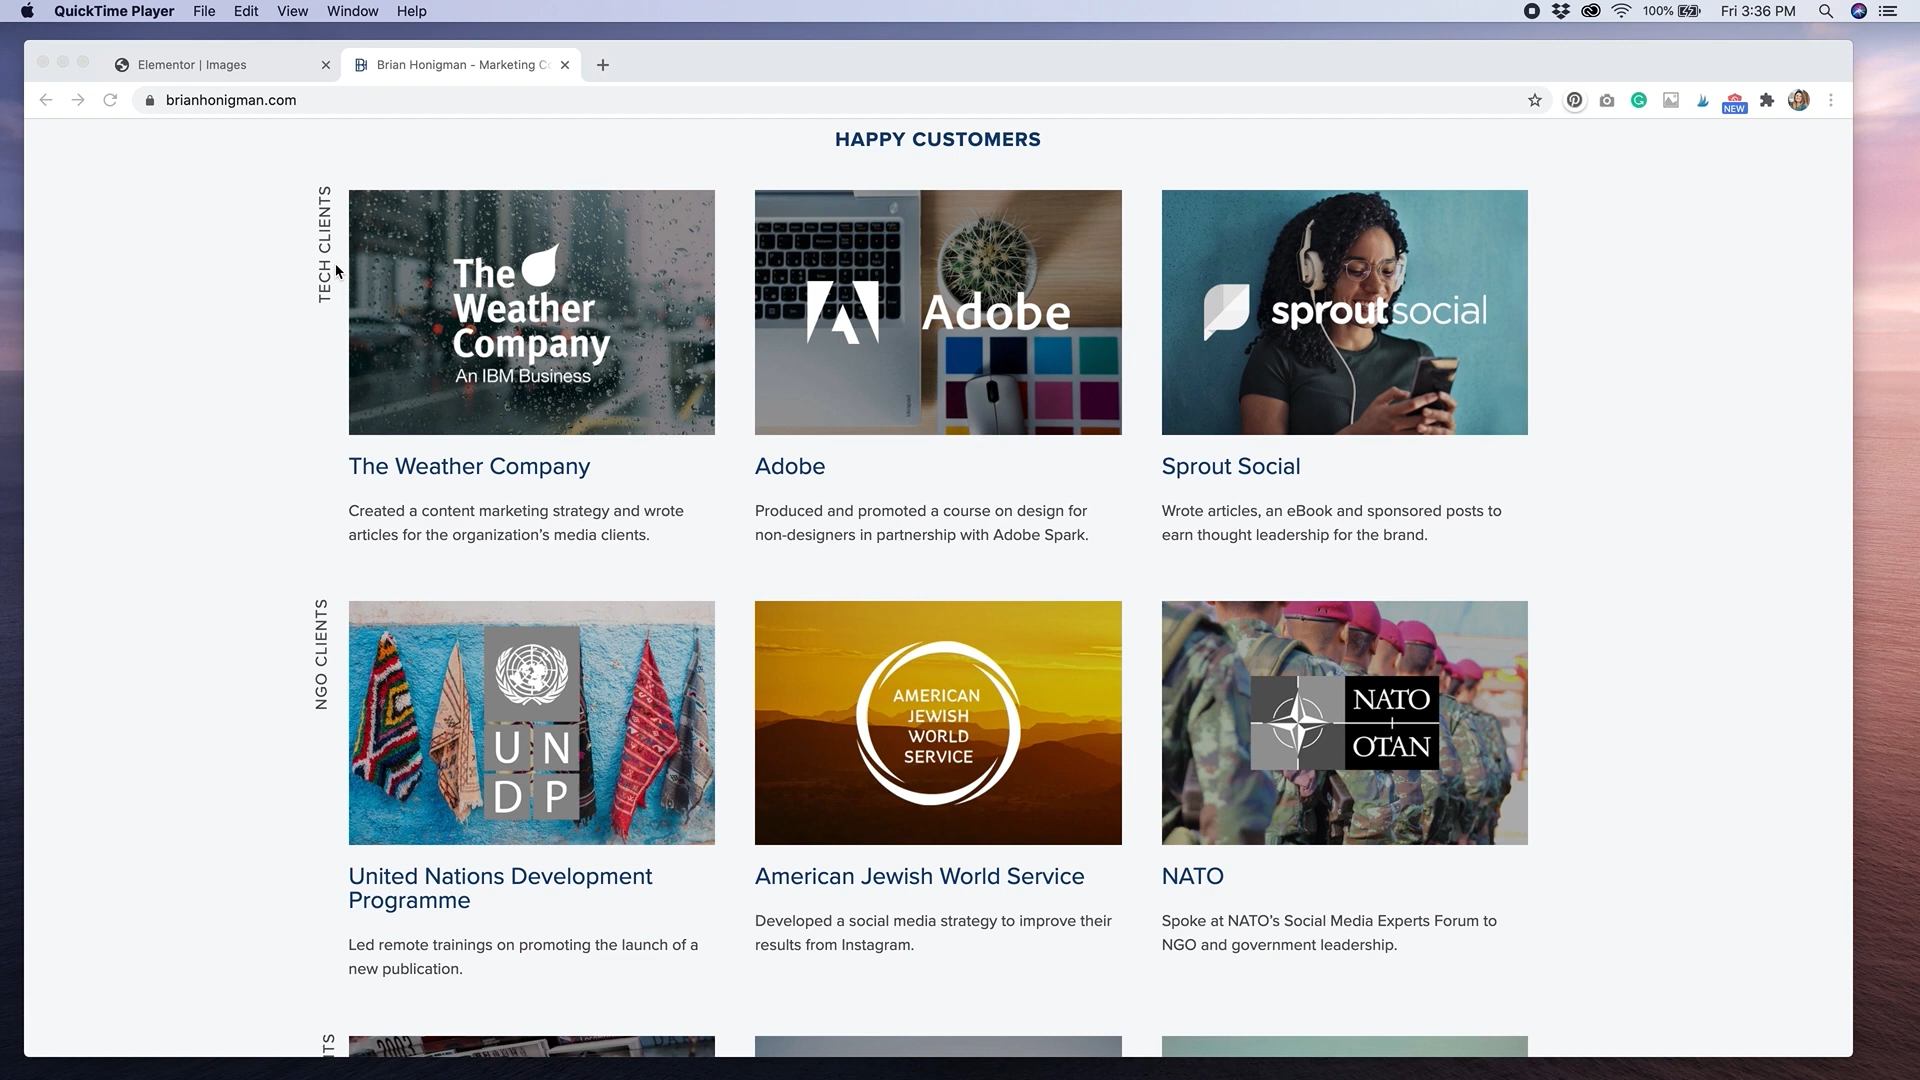 QuickTime Player File Edit View Window Help 100% Fri 3:36 PM
Elementor | Images
Brian Honigman - Marketing Co
brianhonigman.com
NEW
HAPPY CUSTOMERS
TECH CLIENTS
The
Weather
Company
An IBM Business
Adobe
sproutsocial
The Weather Company
Created a content marketing strategy and wrote
articles for the organization's media clients.
Adobe
Produced and promoted a course on design for
non-designers in partnership with Adobe Spark.
Sprout Social
Wrote articles, an eBook and sponsored posts to
earn thought leadership for the brand.
NGO CLIENTS
U N
D P
AMERICAN
JEWISH
WORLD
SERVICE
NATO
OTAN
United Nations Development
Programme
Led remote trainings on promoting the launch of a
new publication.
American Jewish World Service
Developed a social media strategy to improve their
results from Instagram.
NATO
Spoke at NATO's Social Media Experts Forum to
NGO and government leadership.
TS
2003